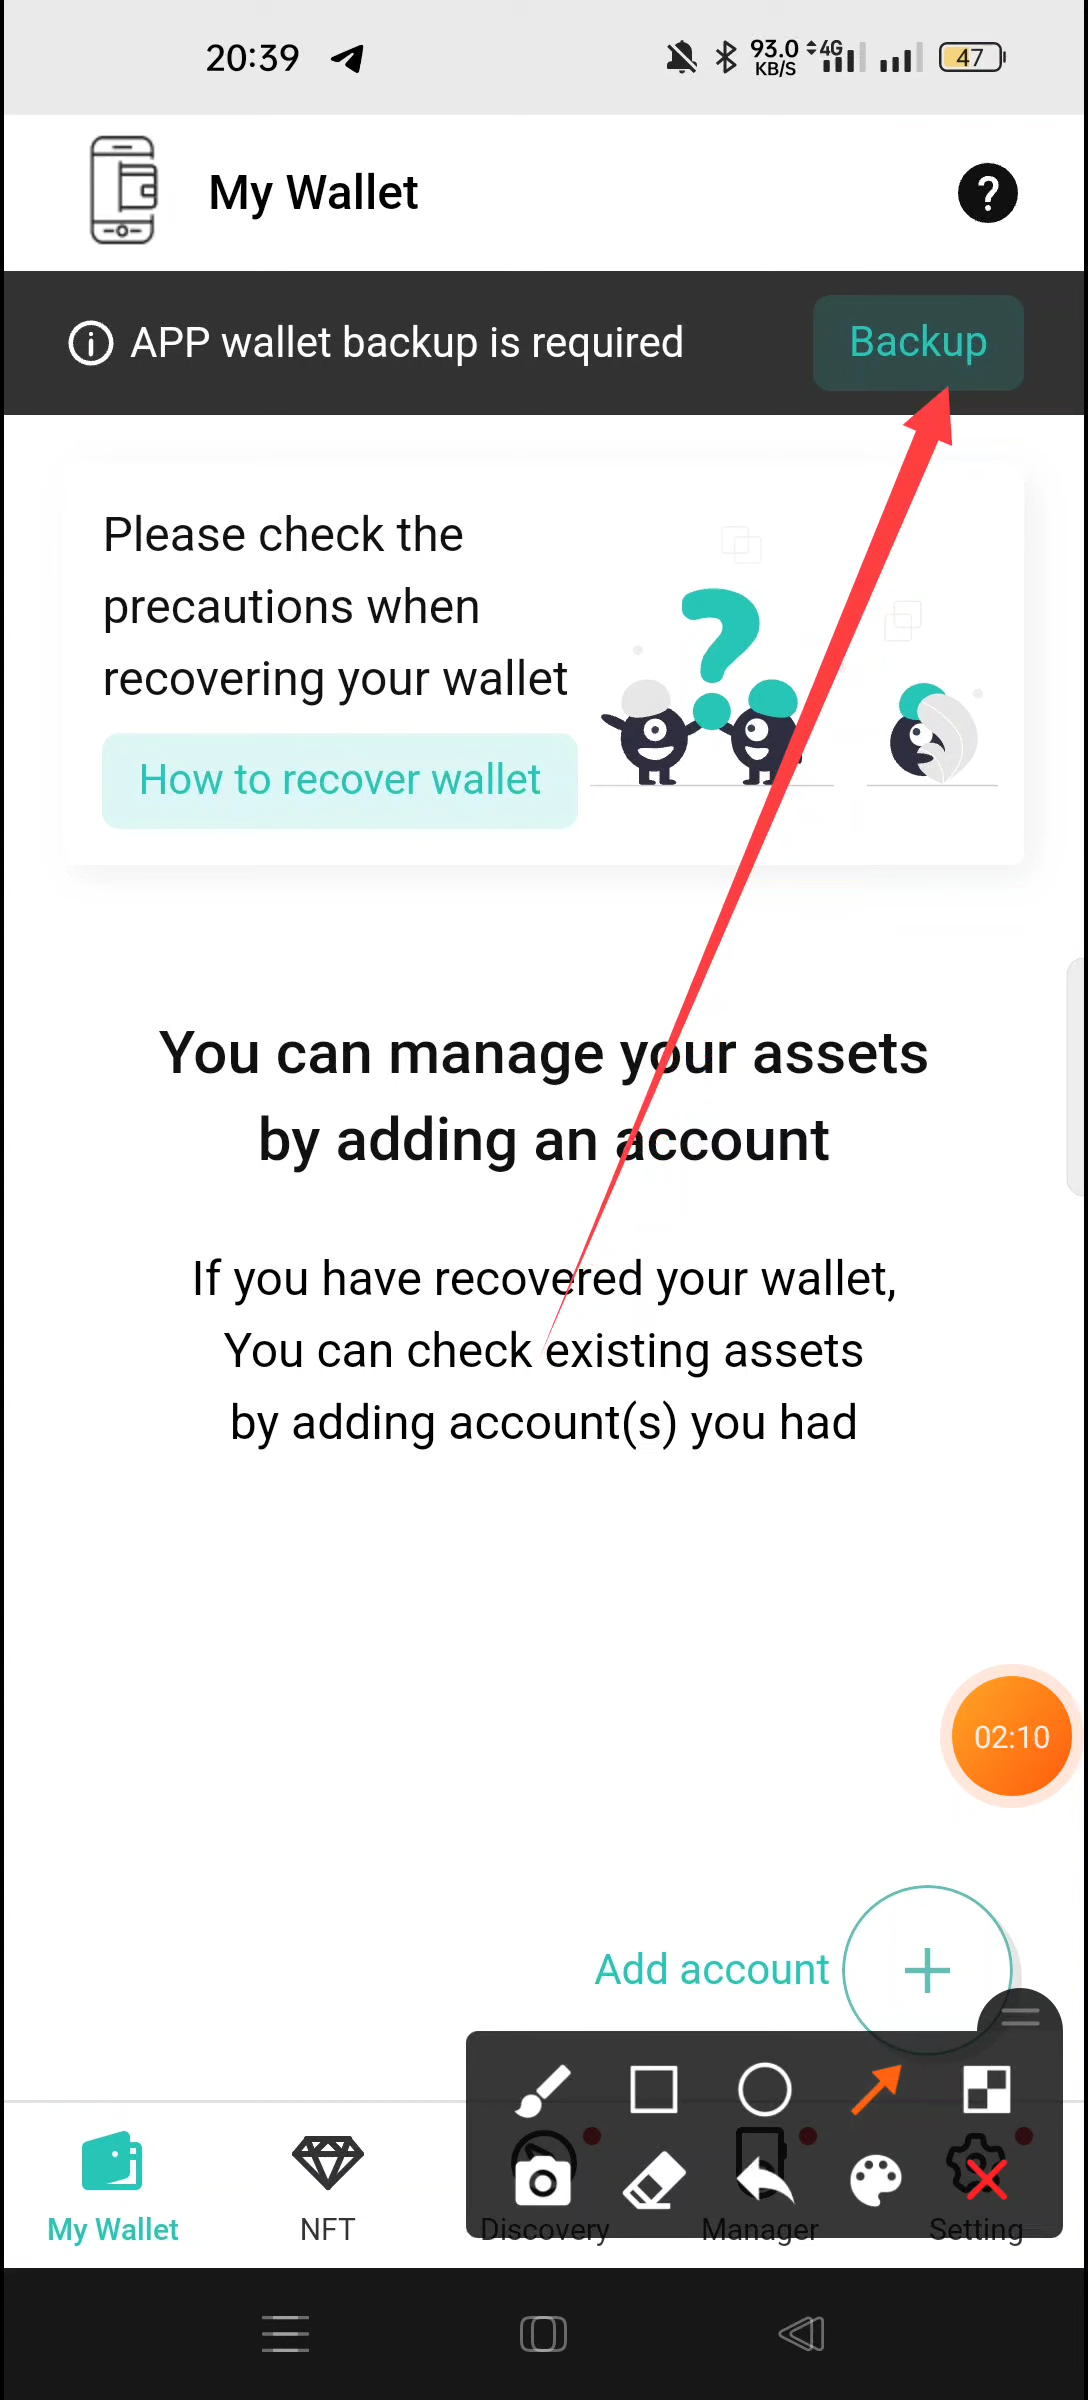 20:39
93.0
KB/S
4G
47
My Wallet
?
APP wallet backup is required
Backup
Please check the
precautions when
recovering your wallet
How to recover wallet
You can manage your assets
by adding an account
If you have recovered your wallet,
You can check existing assets
by adding account(s) you had
02:10
Add account
My Wallet
NFT
Discovery
Manager
Setting